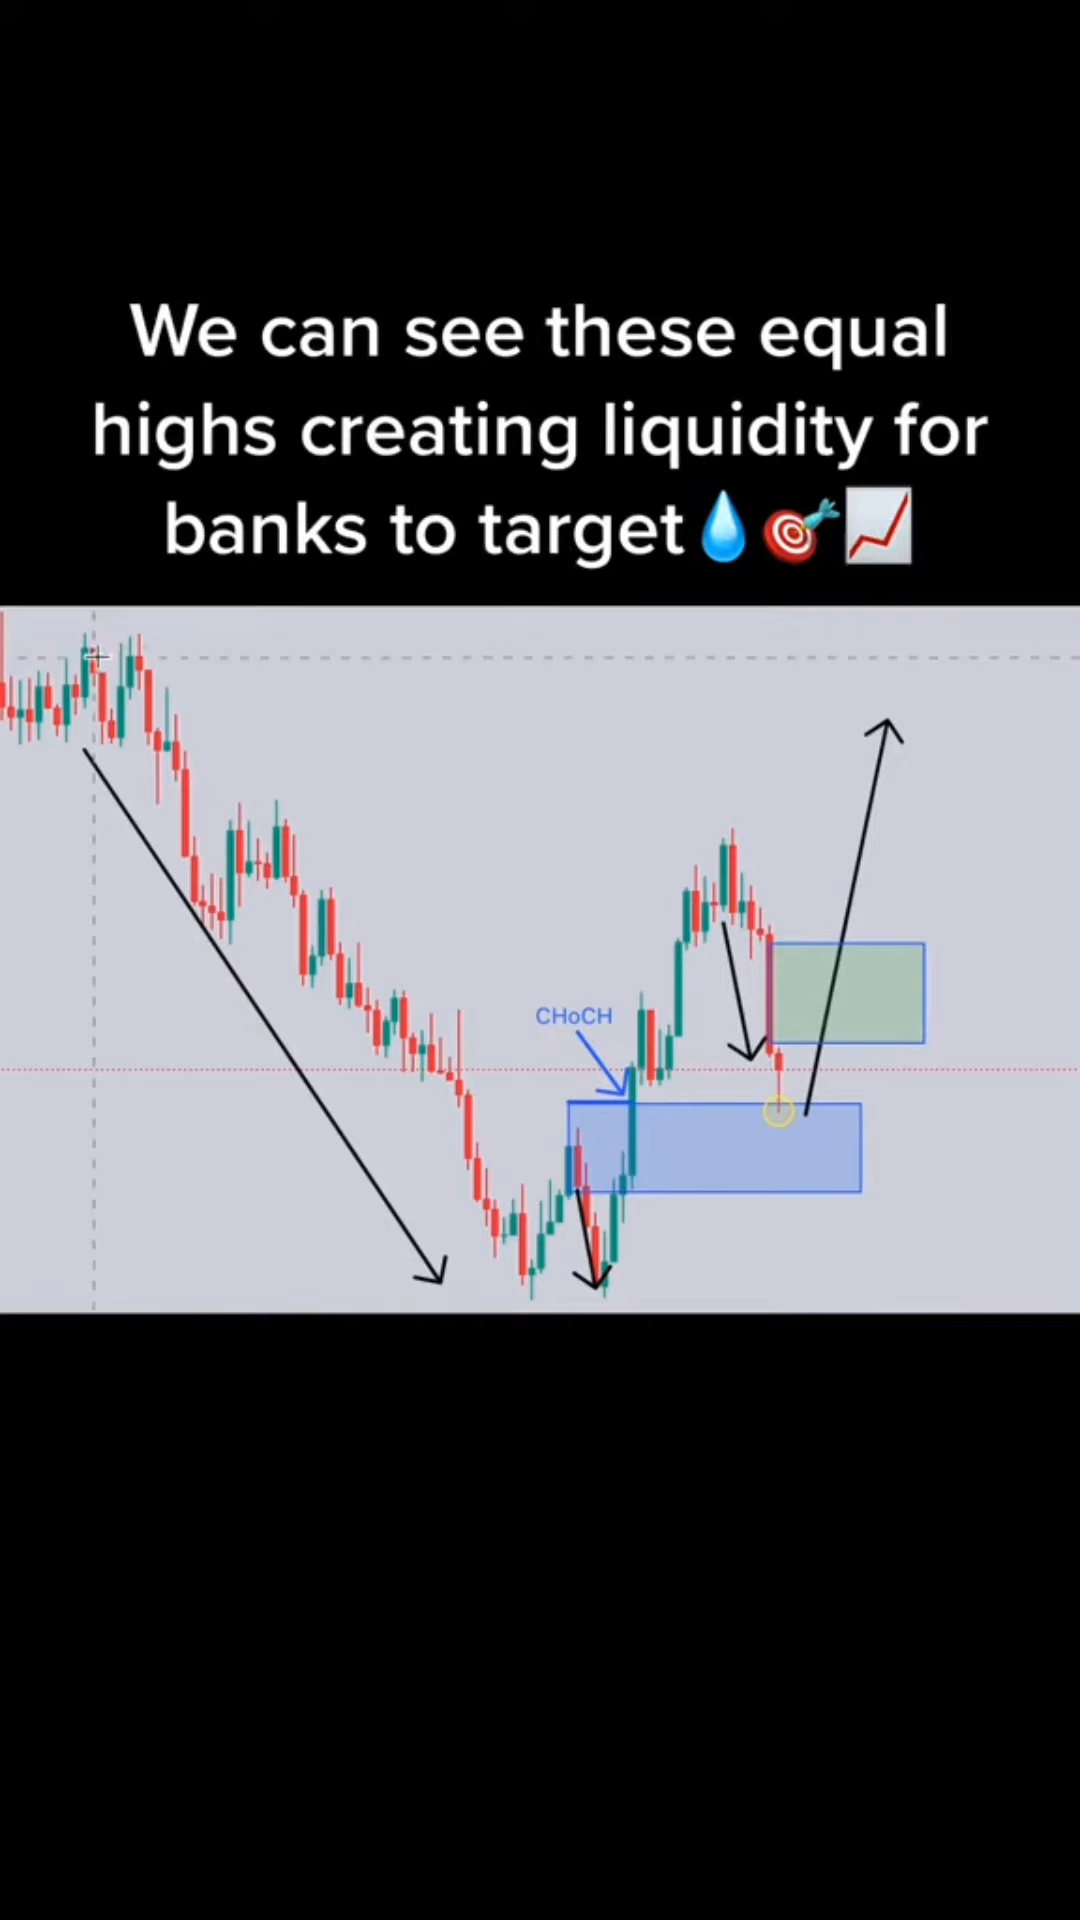 We can see these equal
highs creating liquidity for
banks to target💧🎯📈
CHoCH